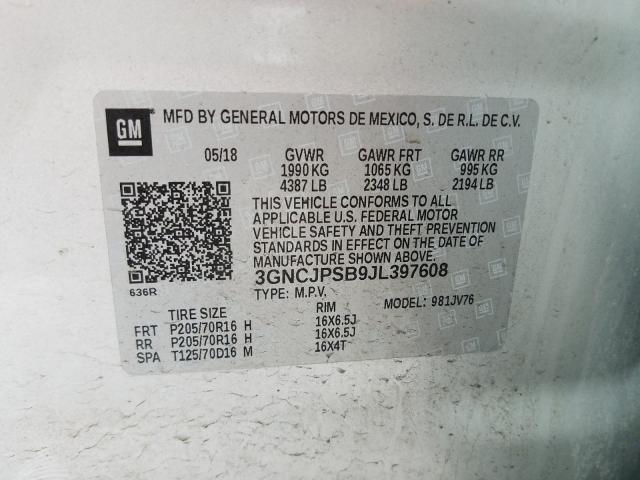 GM MFD BY GENERAL MOTORS DE MEXICO, S. DE R.L. DE C.V.
05/18 GVWR GAWR FRT GAWR RR
1990 KG 1065 KG 995 KG
4387 LB 2348 LB 2194 LB
THIS VEHICLE CONFORMS TO ALL
APPLICABLE U.S. FEDERAL MOTOR
VEHICLE SAFETY AND THEFT PREVENTION
STANDARDS IN EFFECT ON THE DATE OF
MANUFACTURE SHOWN ABOVE.
3GNCJPSB9JL397608
636R TYPE: M.P.V. MODEL: 981JV76
TIRE SIZE RIM
FRT P205/70R16 H 16X6.5J
RR P205/70R16 H 16X6.5J
SPA T125/70D16 M 16X4T